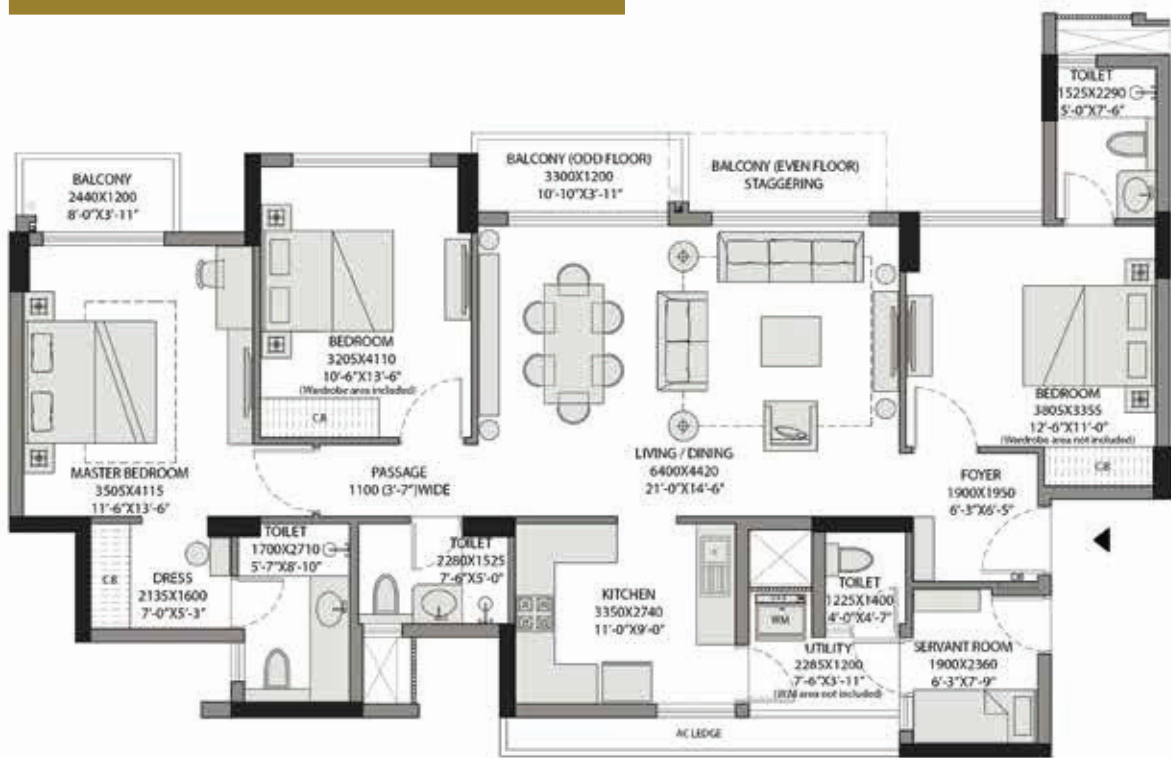 TOILET
1525X2290
5'-0"X7'-6"
BALCONY
2440X1200
8'-0"X3'-11"
BALCONY (ODD FLOOR)
3300X1200
10'-10"X3'-11"
BALCONY (EVEN FLOOR)
STAGGERING
BEDROOM
3205X4110
10'-6"X13'-6"
(Wardrobe area included)
C.B
BEDROOM
3805X3355
12'-6"X11'-0"
(Wardrobe area not included)
C.B
MASTER BEDROOM
3505X4115
11'-6"X13'-6"
PASSAGE
1100 (3'-7")WIDE
LIVING / DINING
6400X4420
21'-0"X14'-6"
FOYER
1900X1950
6'-3"X6'-5"
C.B
DRESS
2135X1600
7'-0"X5'-3"
TOILET
1700X2710
5'-7"X8'-10"
TOILET
2280X1525
7'-6"X5'-0"
KITCHEN
3350X2740
11'-0"X9'-0"
WM
TOILET
1225X1400
4'-0"X4'-7"
DB
UTILITY
2285X1200
7'-6"X3'-11"
(WM area not included)
SERVANT ROOM
1900X2360
6'-3"X7'-9"
AC LEDGE